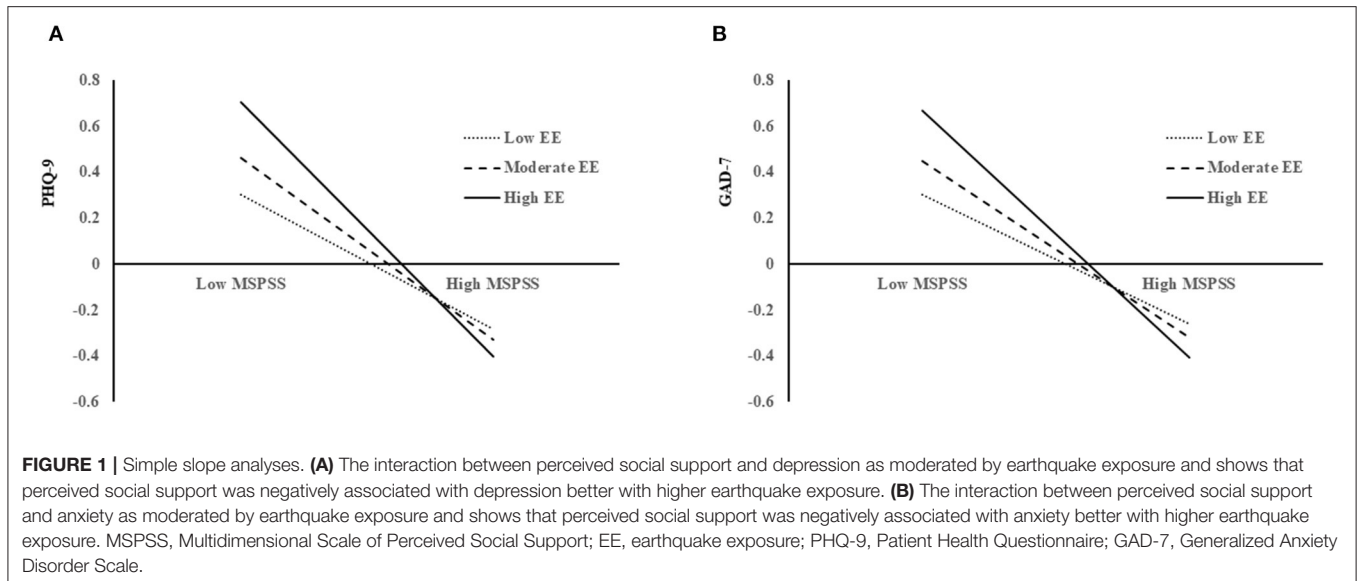 A
0.8
0.6
0.4
0.2
0
-0.2
-0.4
-0.6
PHQ-9
Low EE
Moderate EE
High EE
Low MSPSS
High MSPSS
B
0.8
0.6
0.4
0.2
0
-0.2
-0.4
-0.6
GAD-7
Low EE
Moderate EE
High EE
Low MSPSS
High MSPSS
FIGURE 1 | Simple slope analyses. (A) The interaction between perceived social support and depression as moderated by earthquake exposure and shows that
perceived social support was negatively associated with depression better with higher earthquake exposure. (B) The interaction between perceived social support
and anxiety as moderated by earthquake exposure and shows that perceived social support was negatively associated with anxiety better with higher earthquake
exposure. MSPSS, Multidimensional Scale of Perceived Social Support; EE, earthquake exposure; PHQ-9, Patient Health Questionnaire; GAD-7, Generalized Anxiety
Disorder Scale.